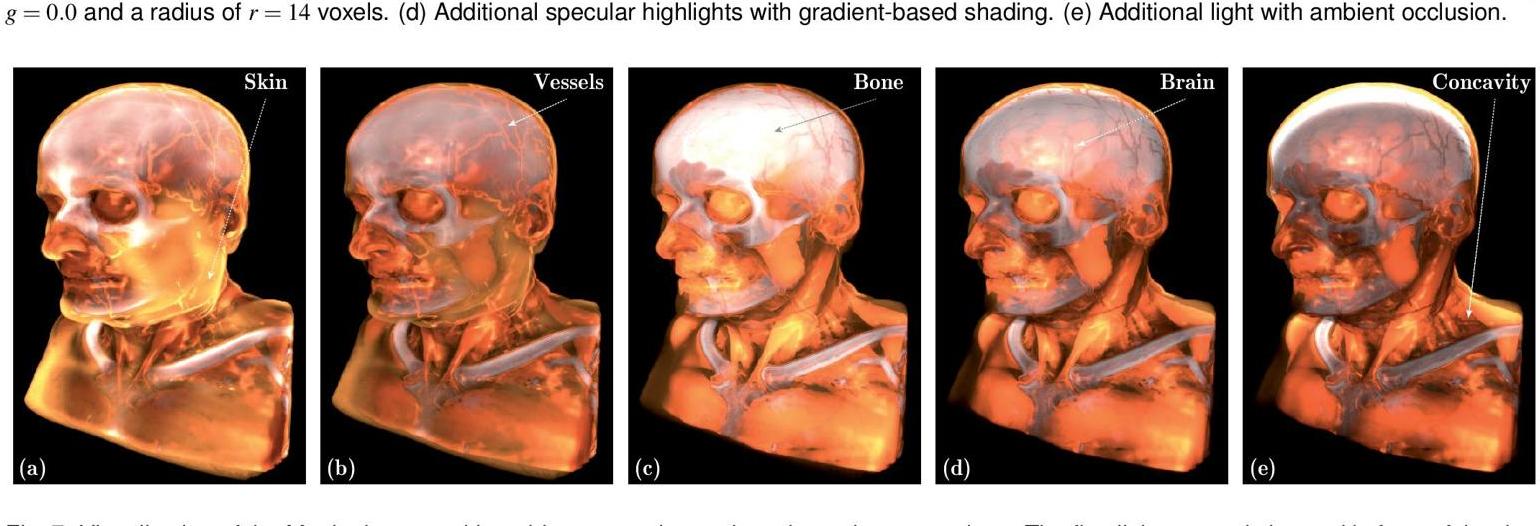 g = 0.0 and a radius of r = 14 voxels. (d) Additional specular highlights with gradient-based shading. (e) Additional light with ambient occlusion.
Skin
Vessels
Bone
Brain
Concavity
(a)
(b)
(c)
(d)
(e)